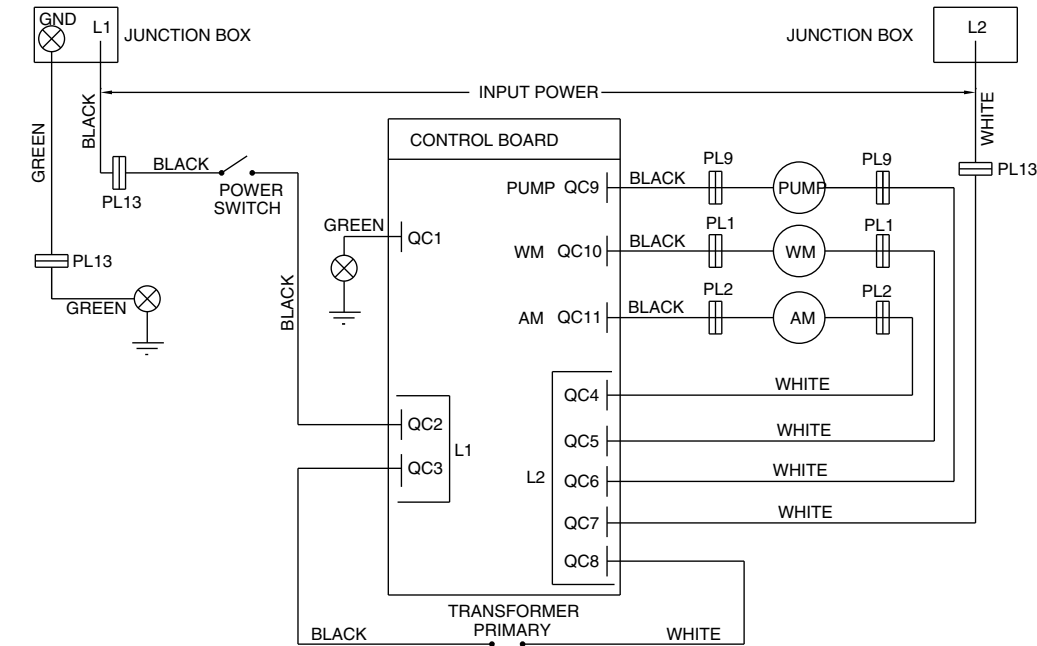 GND
L1
JUNCTION BOX
JUNCTION BOX
L2
INPUT POWER
BLACK
WHITE
GREEN
CONTROL BOARD
BLACK
POWER
SWITCH
PL13
PL13
PUMP QC9
BLACK
PL9
PUMP
PL9
GREEN
QC1
WM QC10
BLACK
PL1
WM
PL1
PL13
GREEN
BLACK
AM QC11
BLACK
PL2
AM
PL2
QC4
WHITE
QC2
L1
QC5
WHITE
QC3
L2
QC6
WHITE
QC7
WHITE
QC8
TRANSFORMER
PRIMARY
BLACK
WHITE